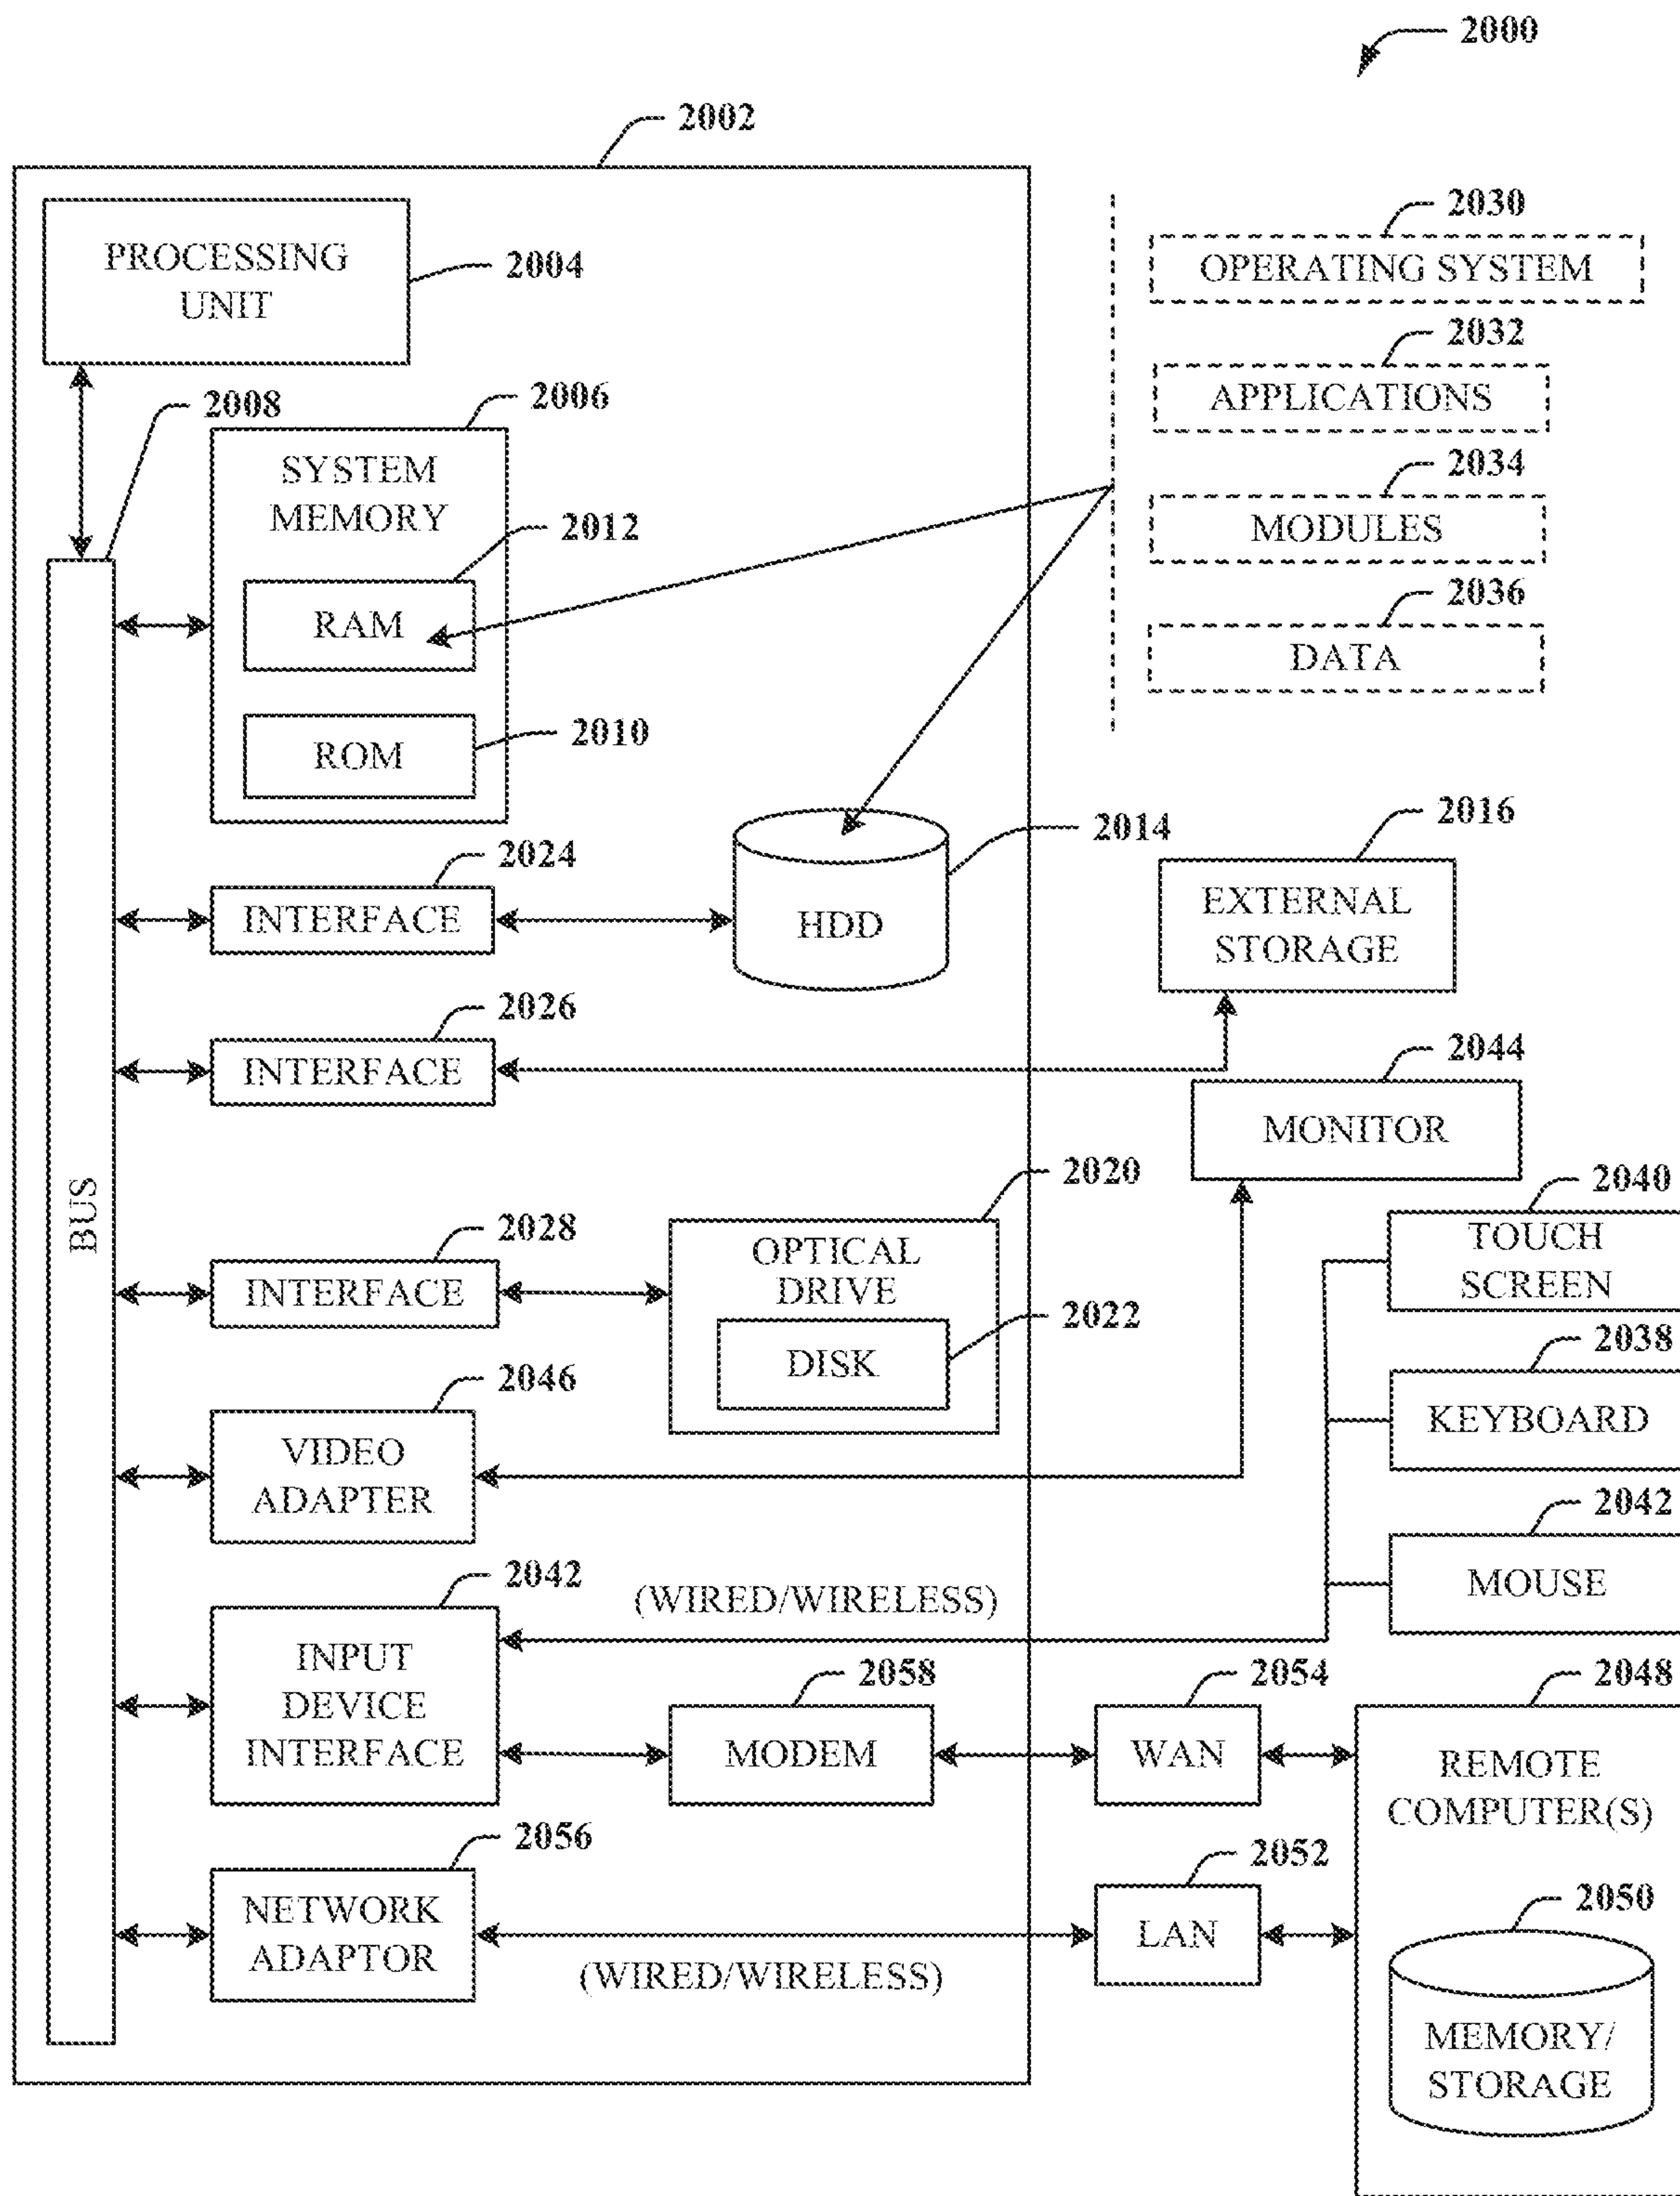 2000
2002
PROCESSING
UNIT
2004
2030
OPERATING SYSTEM
2032
APPLICATIONS
2034
MODULES
2036
DATA
2008
2006
SYSTEM
MEMORY
2012
RAM
2010
ROM
2024
INTERFACE
2014
HDD
2016
EXTERNAL
STORAGE
2026
INTERFACE
2044
MONITOR
BUS
2028
INTERFACE
2020
OPTICAL
DRIVE
2022
DISK
2040
TOUCH
SCREEN
2038
KEYBOARD
2042
MOUSE
2046
VIDEO
ADAPTER
2042
INPUT
DEVICE
INTERFACE
(WIRED/WIRELESS)
2058
MODEM
2054
WAN
2048
REMOTE
COMPUTER(S)
2056
NETWORK
ADAPTOR
(WIRED/WIRELESS)
2052
LAN
2050
MEMORY/
STORAGE